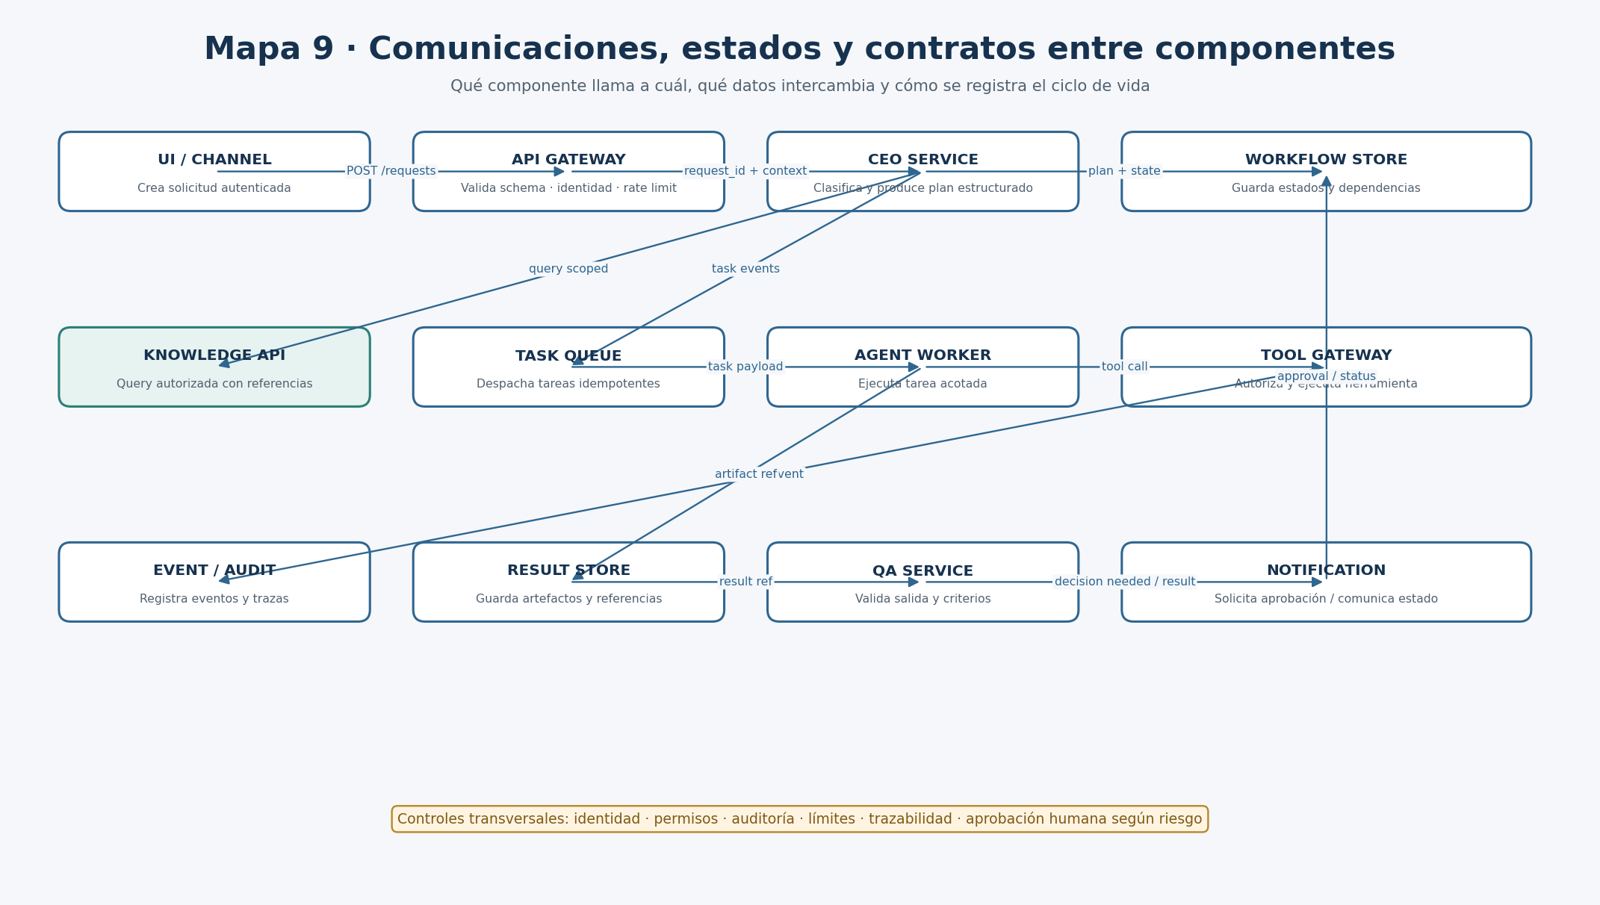 Mapa 9 · Comunicaciones, estados y contratos entre componentes
Qué componente llama a cuál, qué datos intercambia y cómo se registra el ciclo de vida
UI / CHANNEL
Crea solicitud autenticada
POST /requests
API GATEWAY
Valida schema · identidad · rate limit
request_id + context
CEO SERVICE
Clasifica y produce plan estructurado
plan + state
WORKFLOW STORE
Guarda estados y dependencias
query scoped
task events
KNOWLEDGE API
Query autorizada con referencias
TASK QUEUE
Despacha tareas idempotentes
task payload
AGENT WORKER
Ejecuta tarea acotada
tool call
TOOL GATEWAY
approval / status
Autoriza y ejecuta herramienta
artifact ref
EVENT / AUDIT
Registra eventos y trazas
RESULT STORE
Guarda artefactos y referencias
result ref
QA SERVICE
Valida salida y criterios
decision needed / result
NOTIFICATION
Solicita aprobación / comunica estado
Controles transversales: identidad · permisos · auditoría · límites · trazabilidad · aprobación humana según riesgo